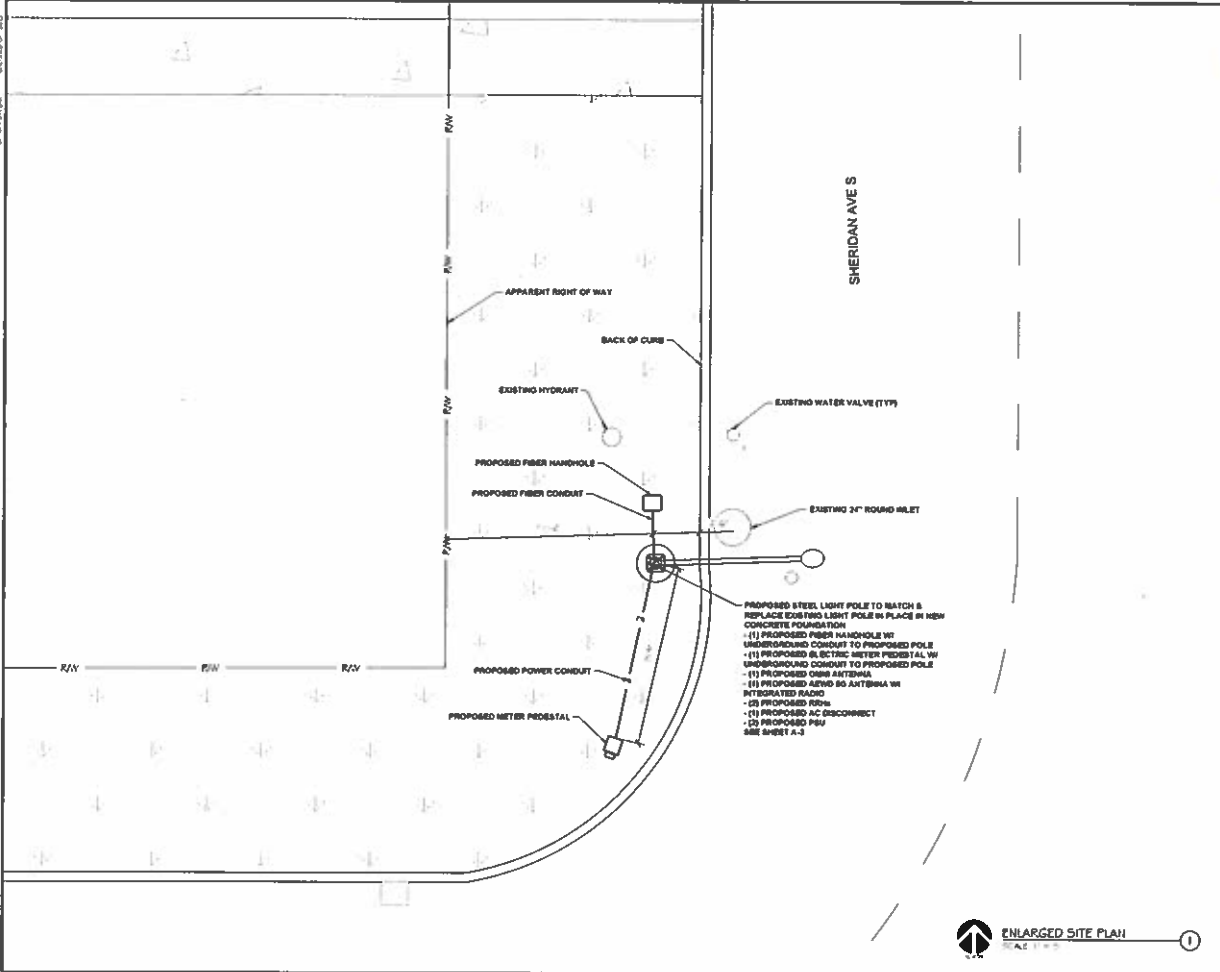 R/W
SHERIDAN AVE S
R/W
APPARENT RIGHT OF WAY
BACK OF CURB
EXISTING HYDRANT
R/W
EXISTING WATER VALVE (TYP)
PROPOSED FIBER HANDHOLE
PROPOSED FIBER CONDUIT
EXISTING 24" ROUND INLET
R/W
PROPOSED STEEL LIGHT POLE TO MATCH &
REPLACE EXISTING LIGHT POLE IN PLACE IN NEW
CONCRETE FOUNDATION
- (1) PROPOSED FIBER HANDHOLE W/
UNDERGROUND CONDUIT TO PROPOSED POLE
- (1) PROPOSED ELECTRIC METER PEDESTAL W/
UNDERGROUND CONDUIT TO PROPOSED POLE
- (1) PROPOSED OMNI ANTENNA
- (1) PROPOSED AEWD 5G ANTENNA W/
INTEGRATED RADIO
- (2) PROPOSED RRHs
- (1) PROPOSED AC DISCONNECT
- (2) PROPOSED PSU
SEE SHEET A-3
R/W R/W R/W
PROPOSED POWER CONDUIT
PROPOSED METER PEDESTAL
ENLARGED SITE PLAN
SCALE
1